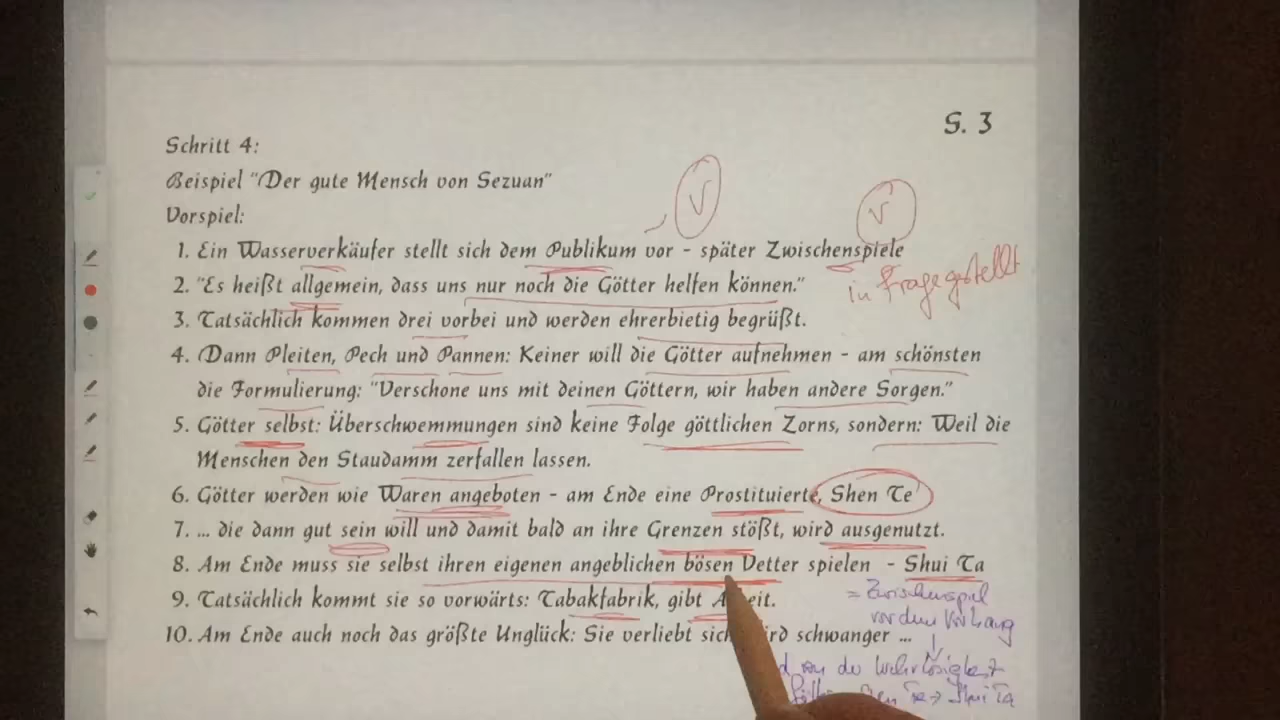 S. 3
Schritt 4:
Beispiel "Der gute Mensch von Sezuan"
Vorspiel:
V V
1. Ein Wasserverkäufer stellt sich dem Publikum vor - später Zwischenspiele
in Frage gestellt
2. "Es heißt allgemein, dass uns nur noch die Götter helfen können."
3. Tatsächlich kommen drei vorbei und werden ehrerbietig begrüßt.
4. Dann Pleiten, Pech und Pannen: Keiner will die Götter aufnehmen - am schönsten
die Formulierung: "Verschone uns mit deinen Göttern, wir haben andere Sorgen."
5. Götter selbst: Überschwemmungen sind keine Folge göttlichen Zorns, sondern: Weil die
Menschen den Staudamm zerfallen lassen.
6. Götter werden wie Waren angeboten - am Ende eine Prostituierte, Shen Te
7. ... die dann gut sein will und damit bald an ihre Grenzen stößt, wird ausgenutzt.
8. Am Ende muss sie selbst ihren eigenen angeblichen bösen Vetter spielen - Shui Ta
= Zwischenspiel
vor dem Vorhang
9. Tatsächlich kommt sie so vorwärts: Tabakfabrik, gibt
10. Am Ende auch noch das größte Unglück: Sie verliebt schwanger ...
von der Wehrlosigkeit
Te → Shui Ta